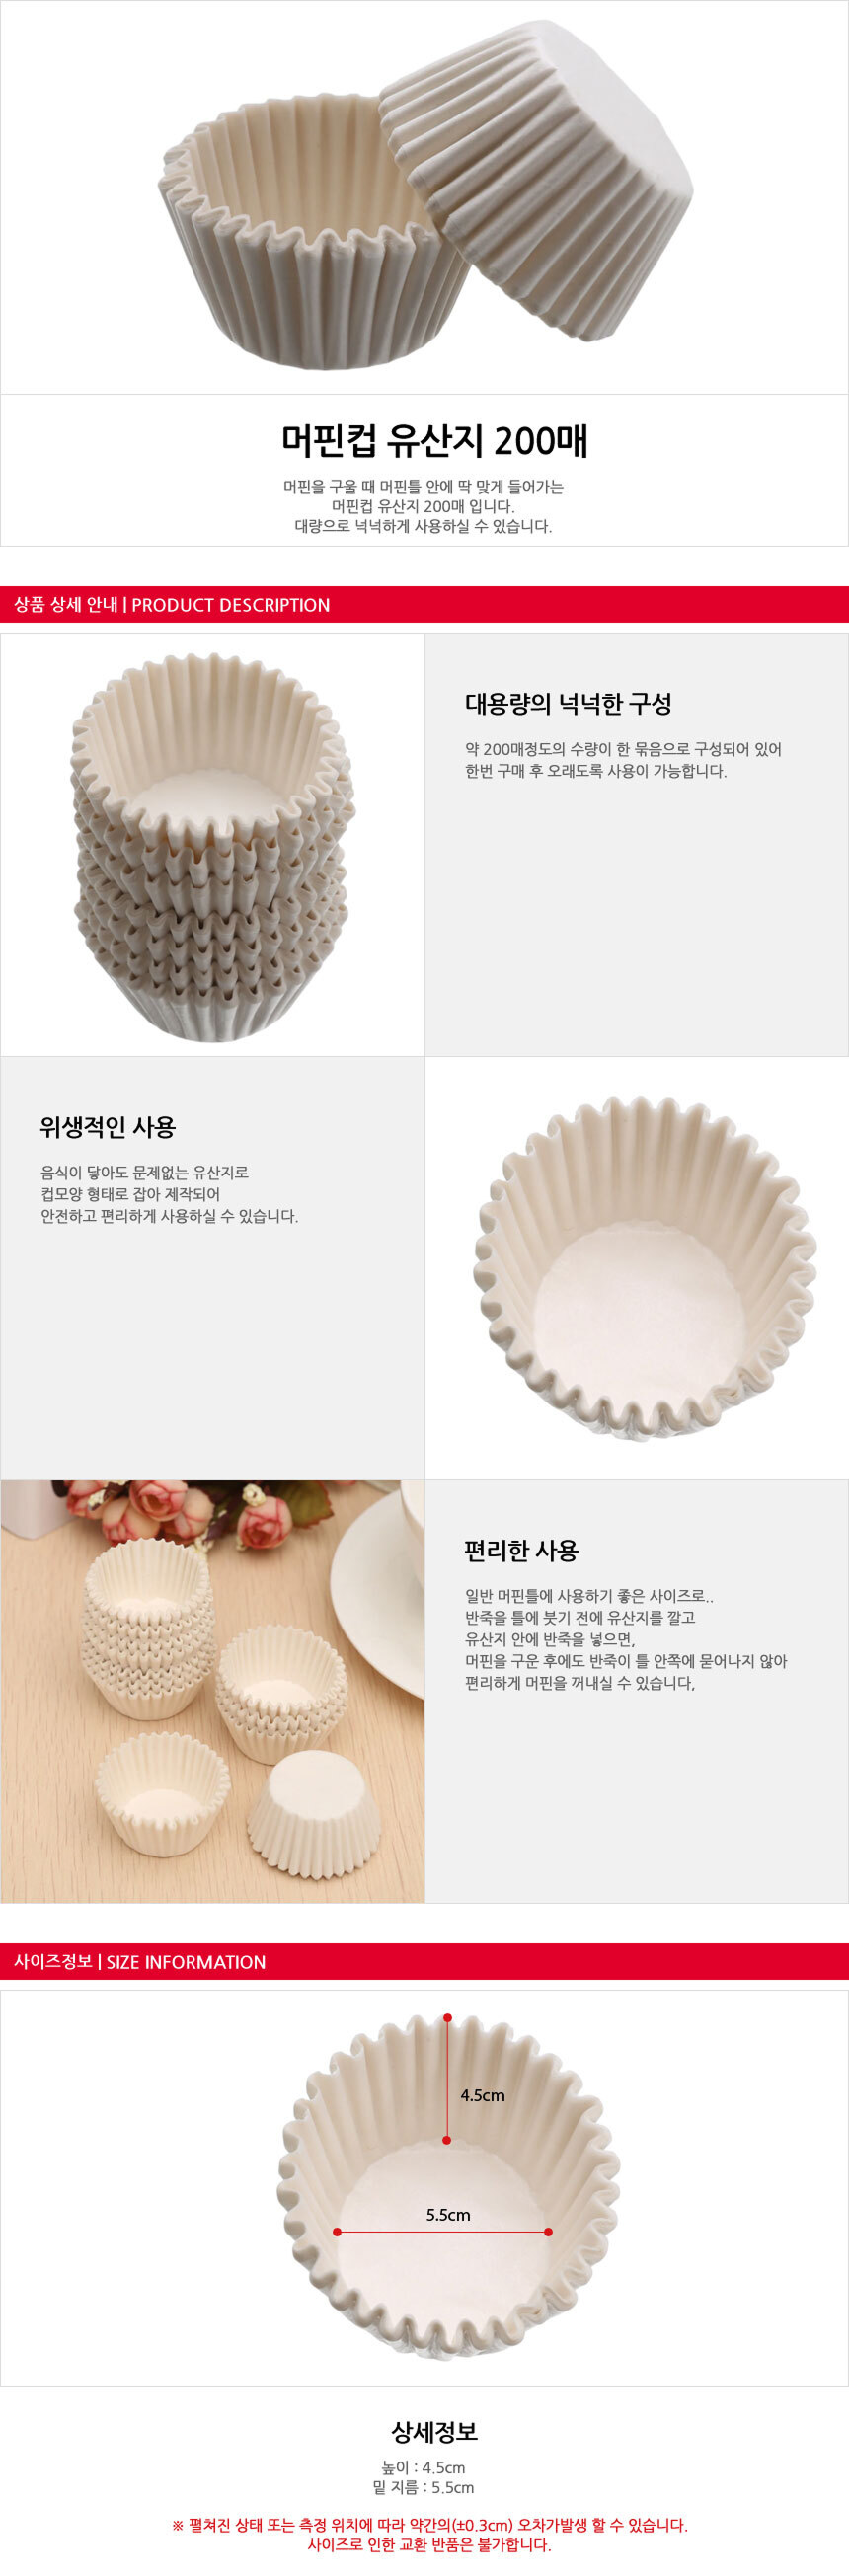 머핀컵 유산지 200매
머핀을 구울 때 머핀틀 안에 딱 맞게 들어가는
머핀컵 유산지 200매 입니다.
대량으로 넉넉하게 사용하실 수 있습니다.
상품 상세 안내 | PRODUCT DESCRIPTION
대용량의 넉넉한 구성
약 200매정도의 수량이 한 묶음으로 구성되어 있어
한번 구매 후 오래도록 사용이 가능합니다.
위생적인 사용
음식이 닿아도 문제없는 유산지로
컵모양 형태로 잡아 제작되어
안전하고 편리하게 사용하실 수 있습니다.
편리한 사용
일반 머핀틀에 사용하기 좋은 사이즈로..
반죽을 틀에 붓기 전에 유산지를 깔고
유산지 안에 반죽을 넣으면,
머핀을 구운 후에도 반죽이 틀 안쪽에 묻어나지 않아
편리하게 머핀을 꺼내실 수 있습니다,
사이즈정보 | SIZE INFORMATION
4.5cm
5.5cm
상세정보
높이 : 4.5cm
밑 지름 : 5.5cm
※ 펼쳐진 상태 또는 측정 위치에 따라 약간의(±0.3cm) 오차가발생 할 수 있습니다.
사이즈로 인한 교환 반품은 불가합니다.